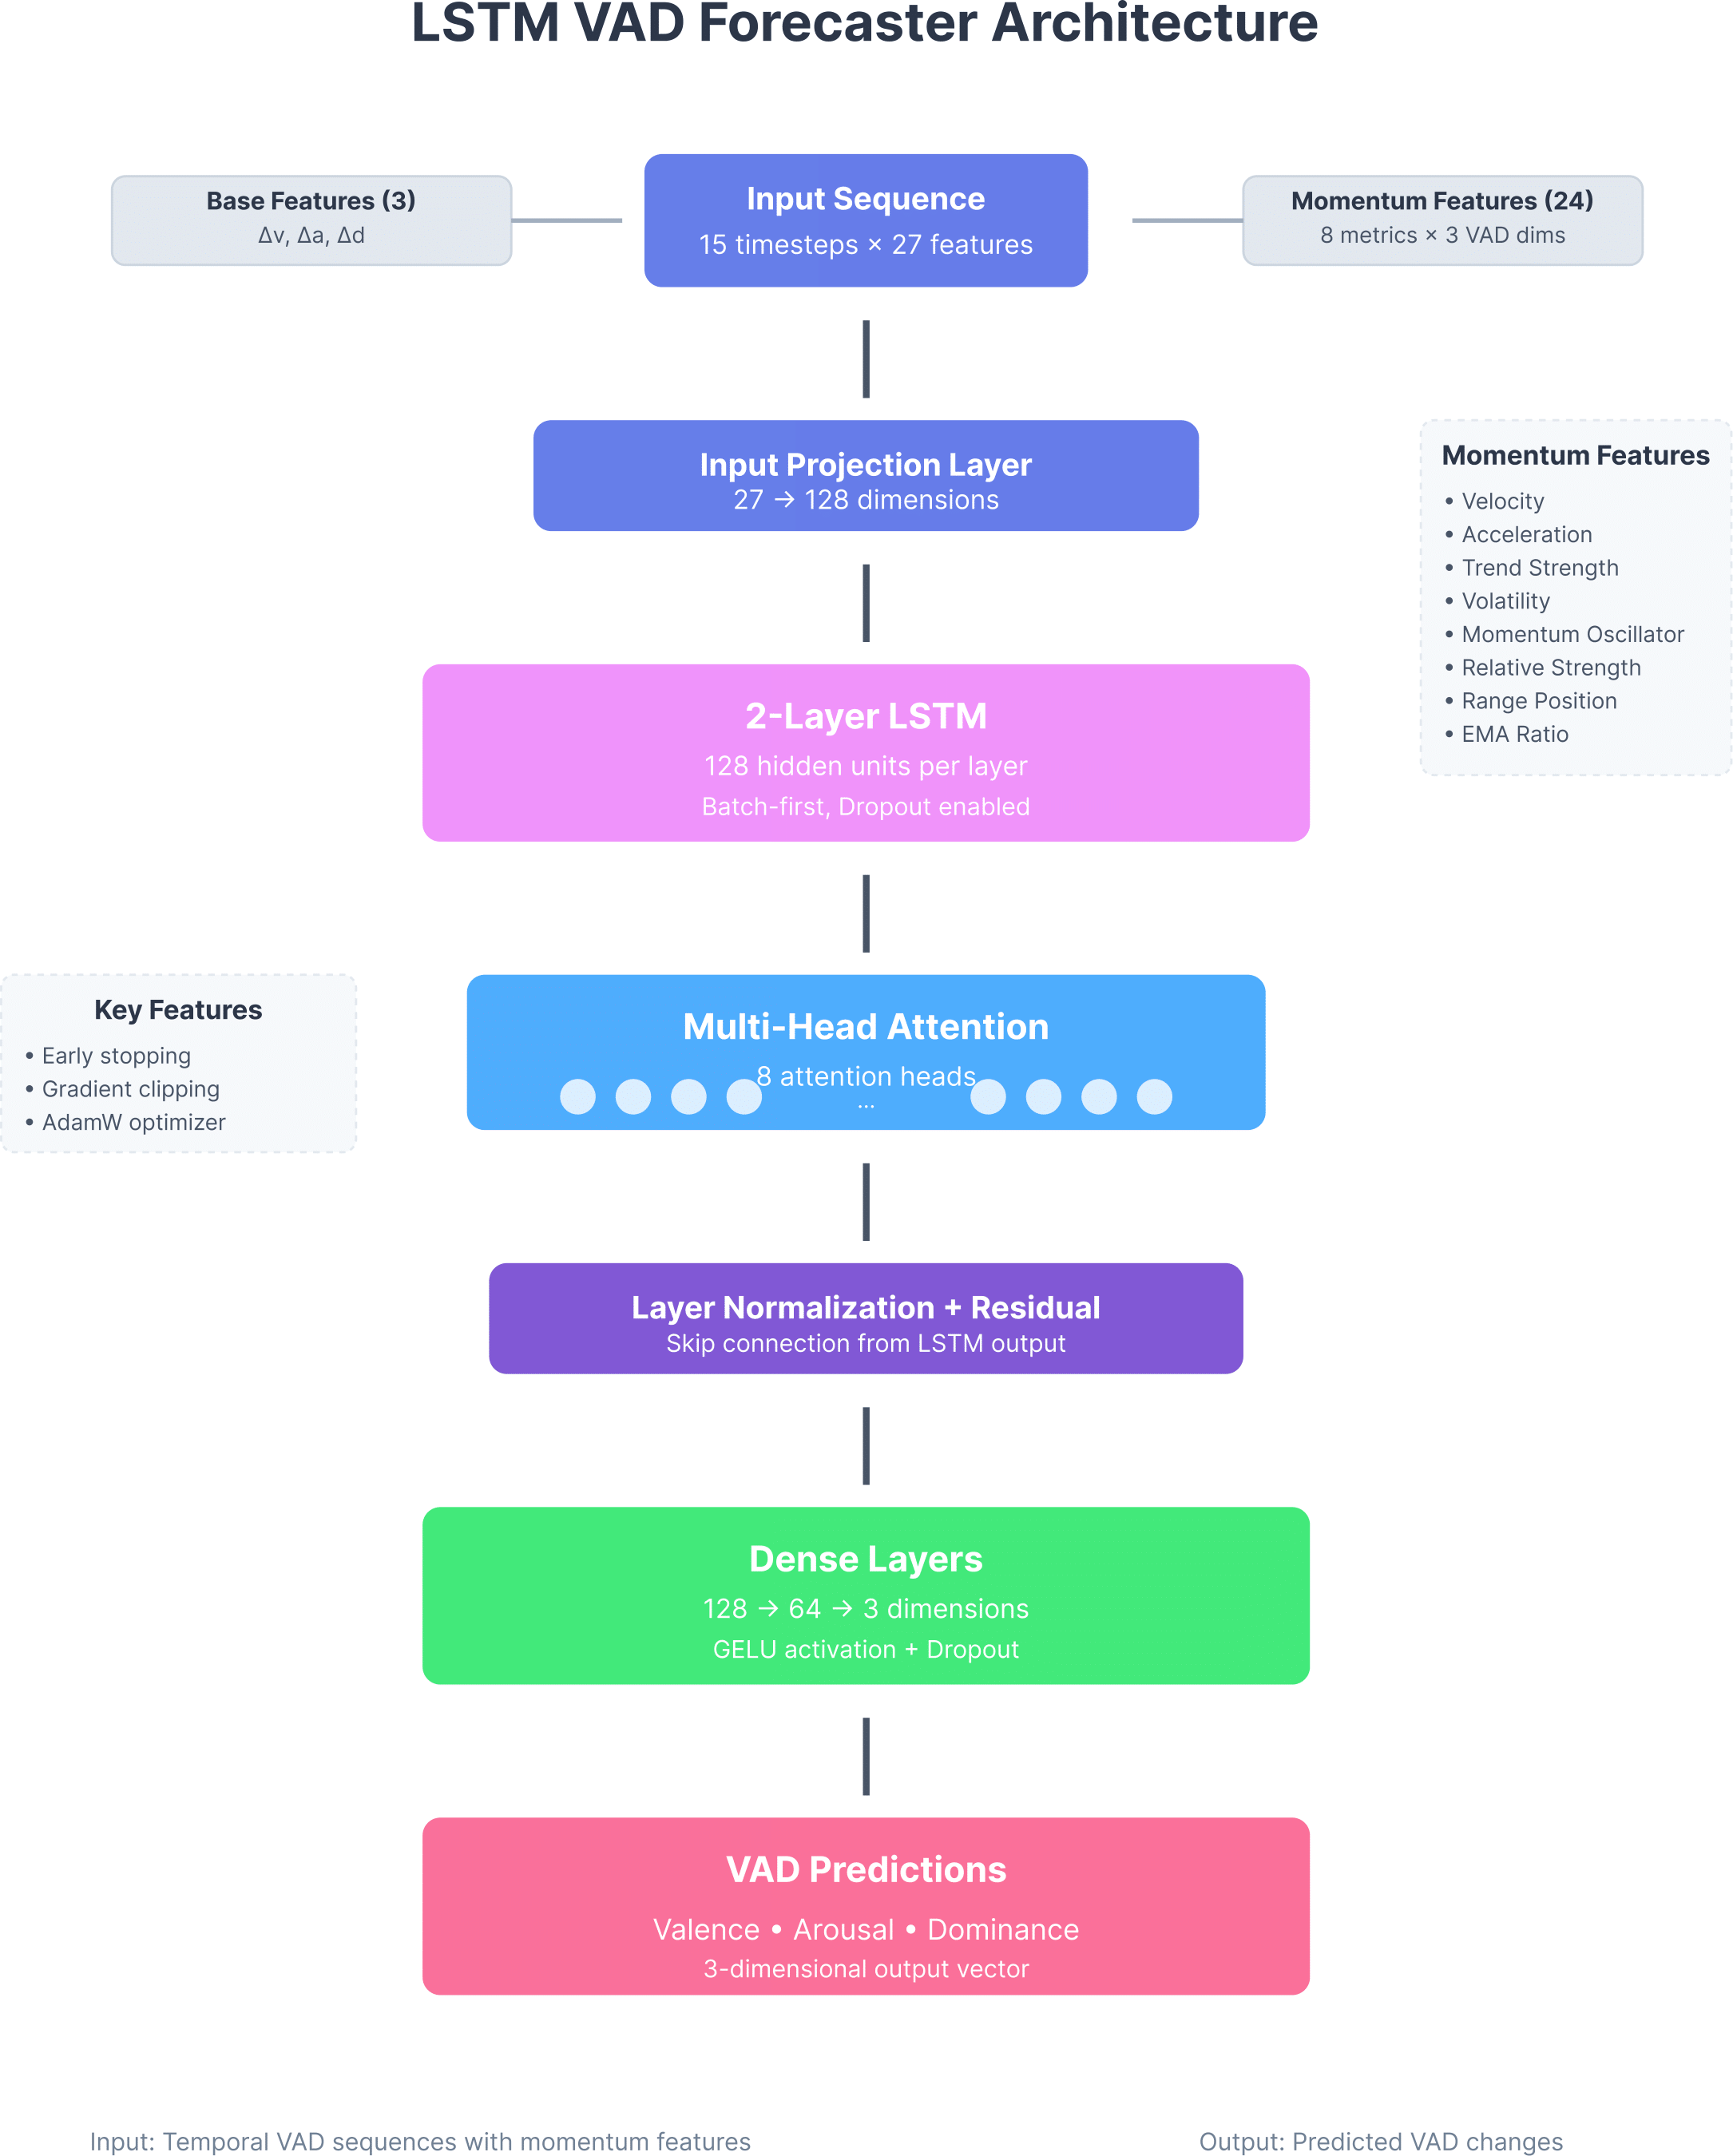 LSTM VAD Forecaster Architecture
Base Features (3)
Δv, Δa, Δd
Input Sequence
15 timesteps × 27 features
Momentum Features (24)
8 metrics × 3 VAD dims
Input Projection Layer
27 → 128 dimensions
Momentum Features
• Velocity
• Acceleration
• Trend Strength
• Volatility
• Momentum Oscillator
• Relative Strength
• Range Position
• EMA Ratio
2-Layer LSTM
128 hidden units per layer
Batch-first, Dropout enabled
Key Features
• Early stopping
• Gradient clipping
• AdamW optimizer
Multi-Head Attention
8 attention heads
...
Layer Normalization + Residual
Skip connection from LSTM output
Dense Layers
128 → 64 → 3 dimensions
GELU activation + Dropout
VAD Predictions
Valence • Arousal • Dominance
3-dimensional output vector
Input: Temporal VAD sequences with momentum features
Output: Predicted VAD changes